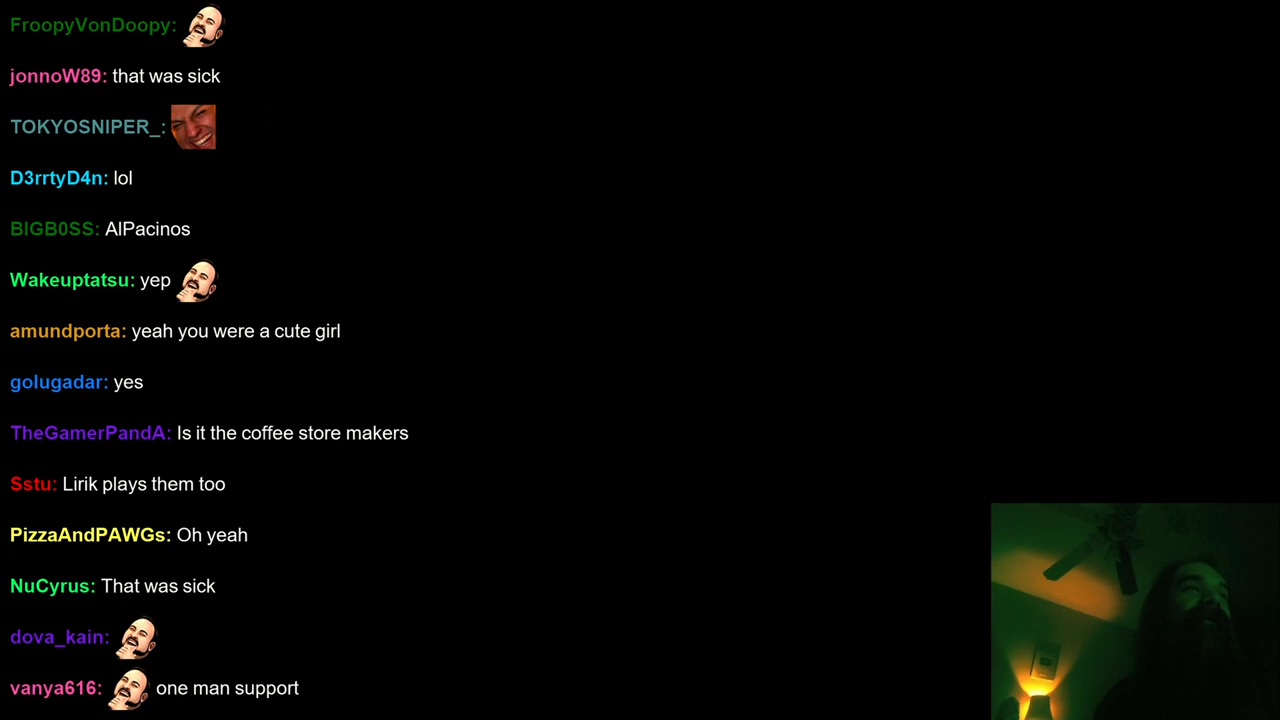 FroopyVonDoopy:
jonnoW89: that was sick
TOKYOSNIPER_:
D3rrtyD4n: lol
BIGB0SS: AlPacinos
Wakeuptatsu: yep
amundporta: yeah you were a cute girl
golugadar: yes
TheGamerPandA: Is it the coffee store makers
Sstu: Lirik plays them too
PizzaAndPAWGs: Oh yeah
NuCyrus: That was sick
dova_kain:
vanya616: one man support